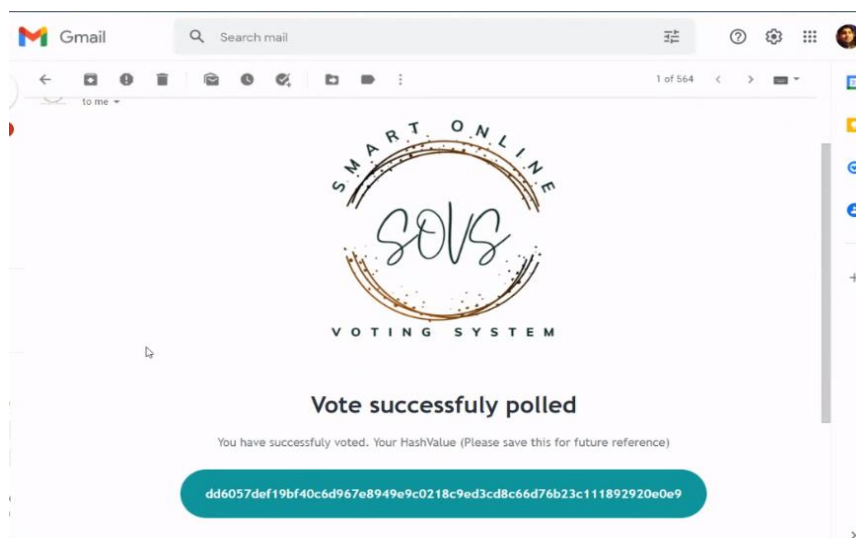 Gmail
Search mail
1 of 564
to me
SMART ONLINE
SOVS
VOTING SYSTEM
Vote successfuly polled
You have successfuly voted. Your HashValue (Please save this for future reference)
dd6057def19bf40c6d967e8949e9c0218c9ed3cd8c66d76b23c111892920e0e9